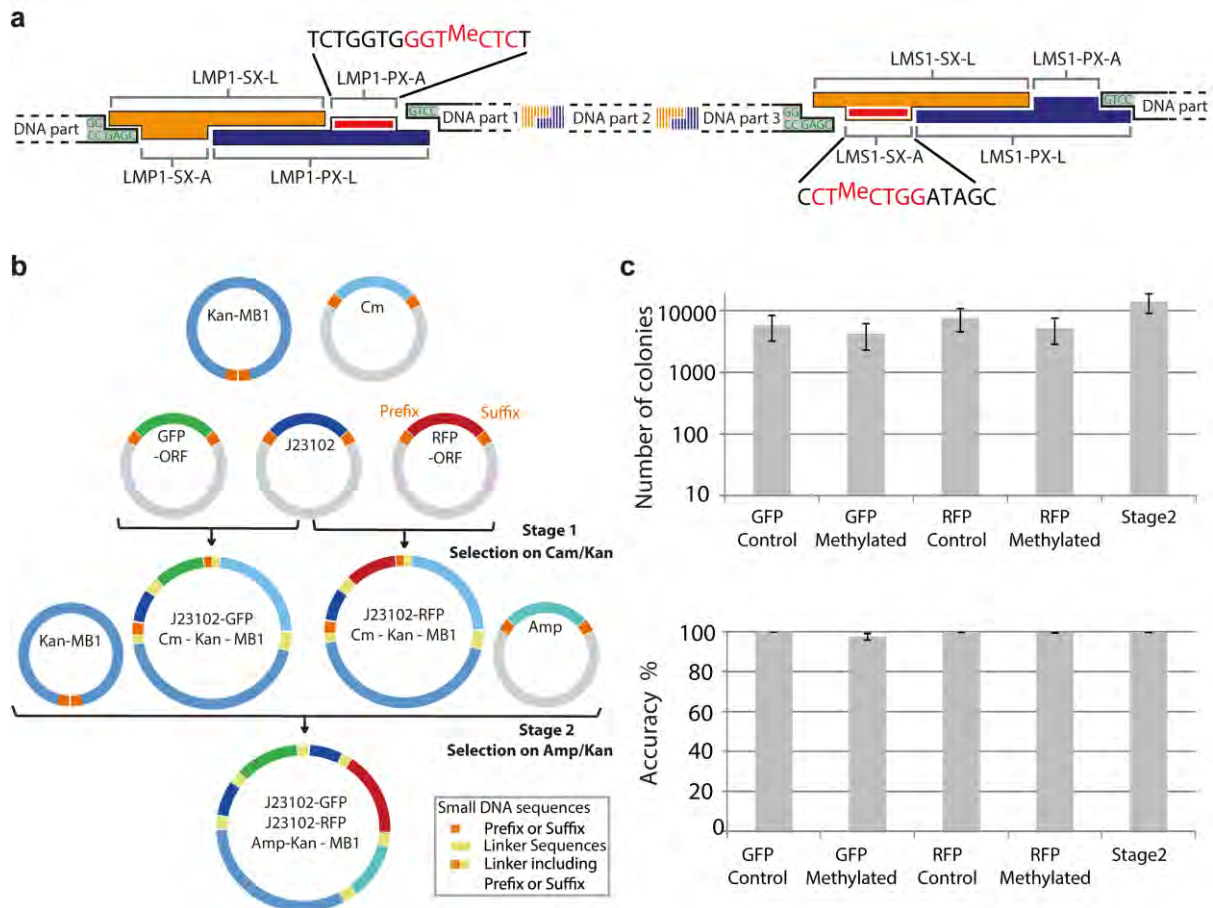 a
TCTGGTGGGTMeCTCT
LMP1-SX-L
LMP1-PX-A
LMS1-SX-L
LMS1-PX-A
DNA part
GC
CCGAGC
GTCC
DNA part 1
DNA part 2
DNA part 3
GG
CCGAGC
GTCC
DNA part
LMP1-SX-A
LMP1-PX-L
LMS1-SX-A
LMS1-PX-L
CCTMeCTGGATAGC
b
Kan-MB1
Cm
GFP
-ORF
J23102
Prefix
Suffix
RFP
-ORF
Stage 1
Selection on Cam/Kan
Kan-MB1
J23102-GFP
Cm - Kan - MB1
J23102-RFP
Cm - Kan - MB1
Amp
Stage 2
Selection on Amp/Kan
J23102-GFP
J23102-RFP
Amp-Kan - MB1
Small DNA sequences
Prefix or Suffix
Linker Sequences
Linker including
Prefix or Suffix
c
Number of colonies
10000
1000
100
10
GFP
Control
GFP
Methylated
RFP
Control
RFP
Methylated
Stage2
Accuracy %
100
80
60
40
20
0
GFP
Control
GFP
Methylated
RFP
Control
RFP
Methylated
Stage2